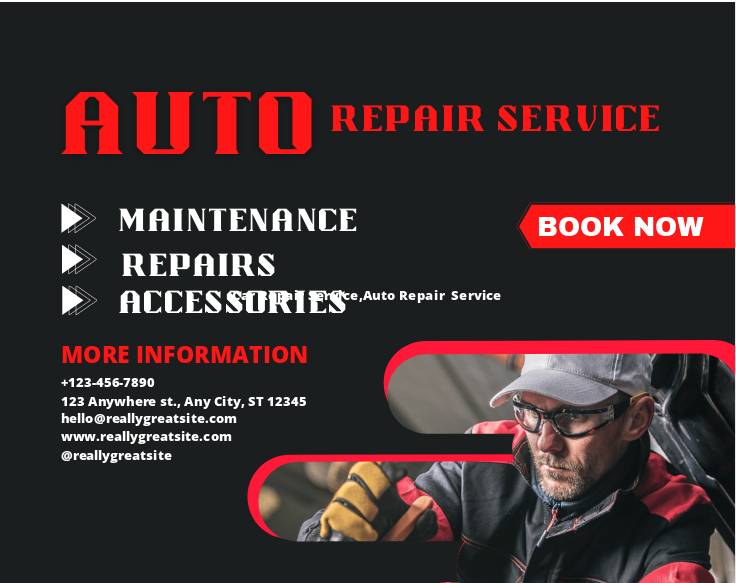 AUTO REPAIR SERVICE
MAINTENANCE
BOOK NOW
REPAIRS
ACCESSORIES
Car Repair Service,Auto Repair Service
MORE INFORMATION
+123-456-7890
123 Anywhere st., Any City, ST 12345
hello@reallygreatsite.com
www.reallygreatsite.com
@reallygreatsite